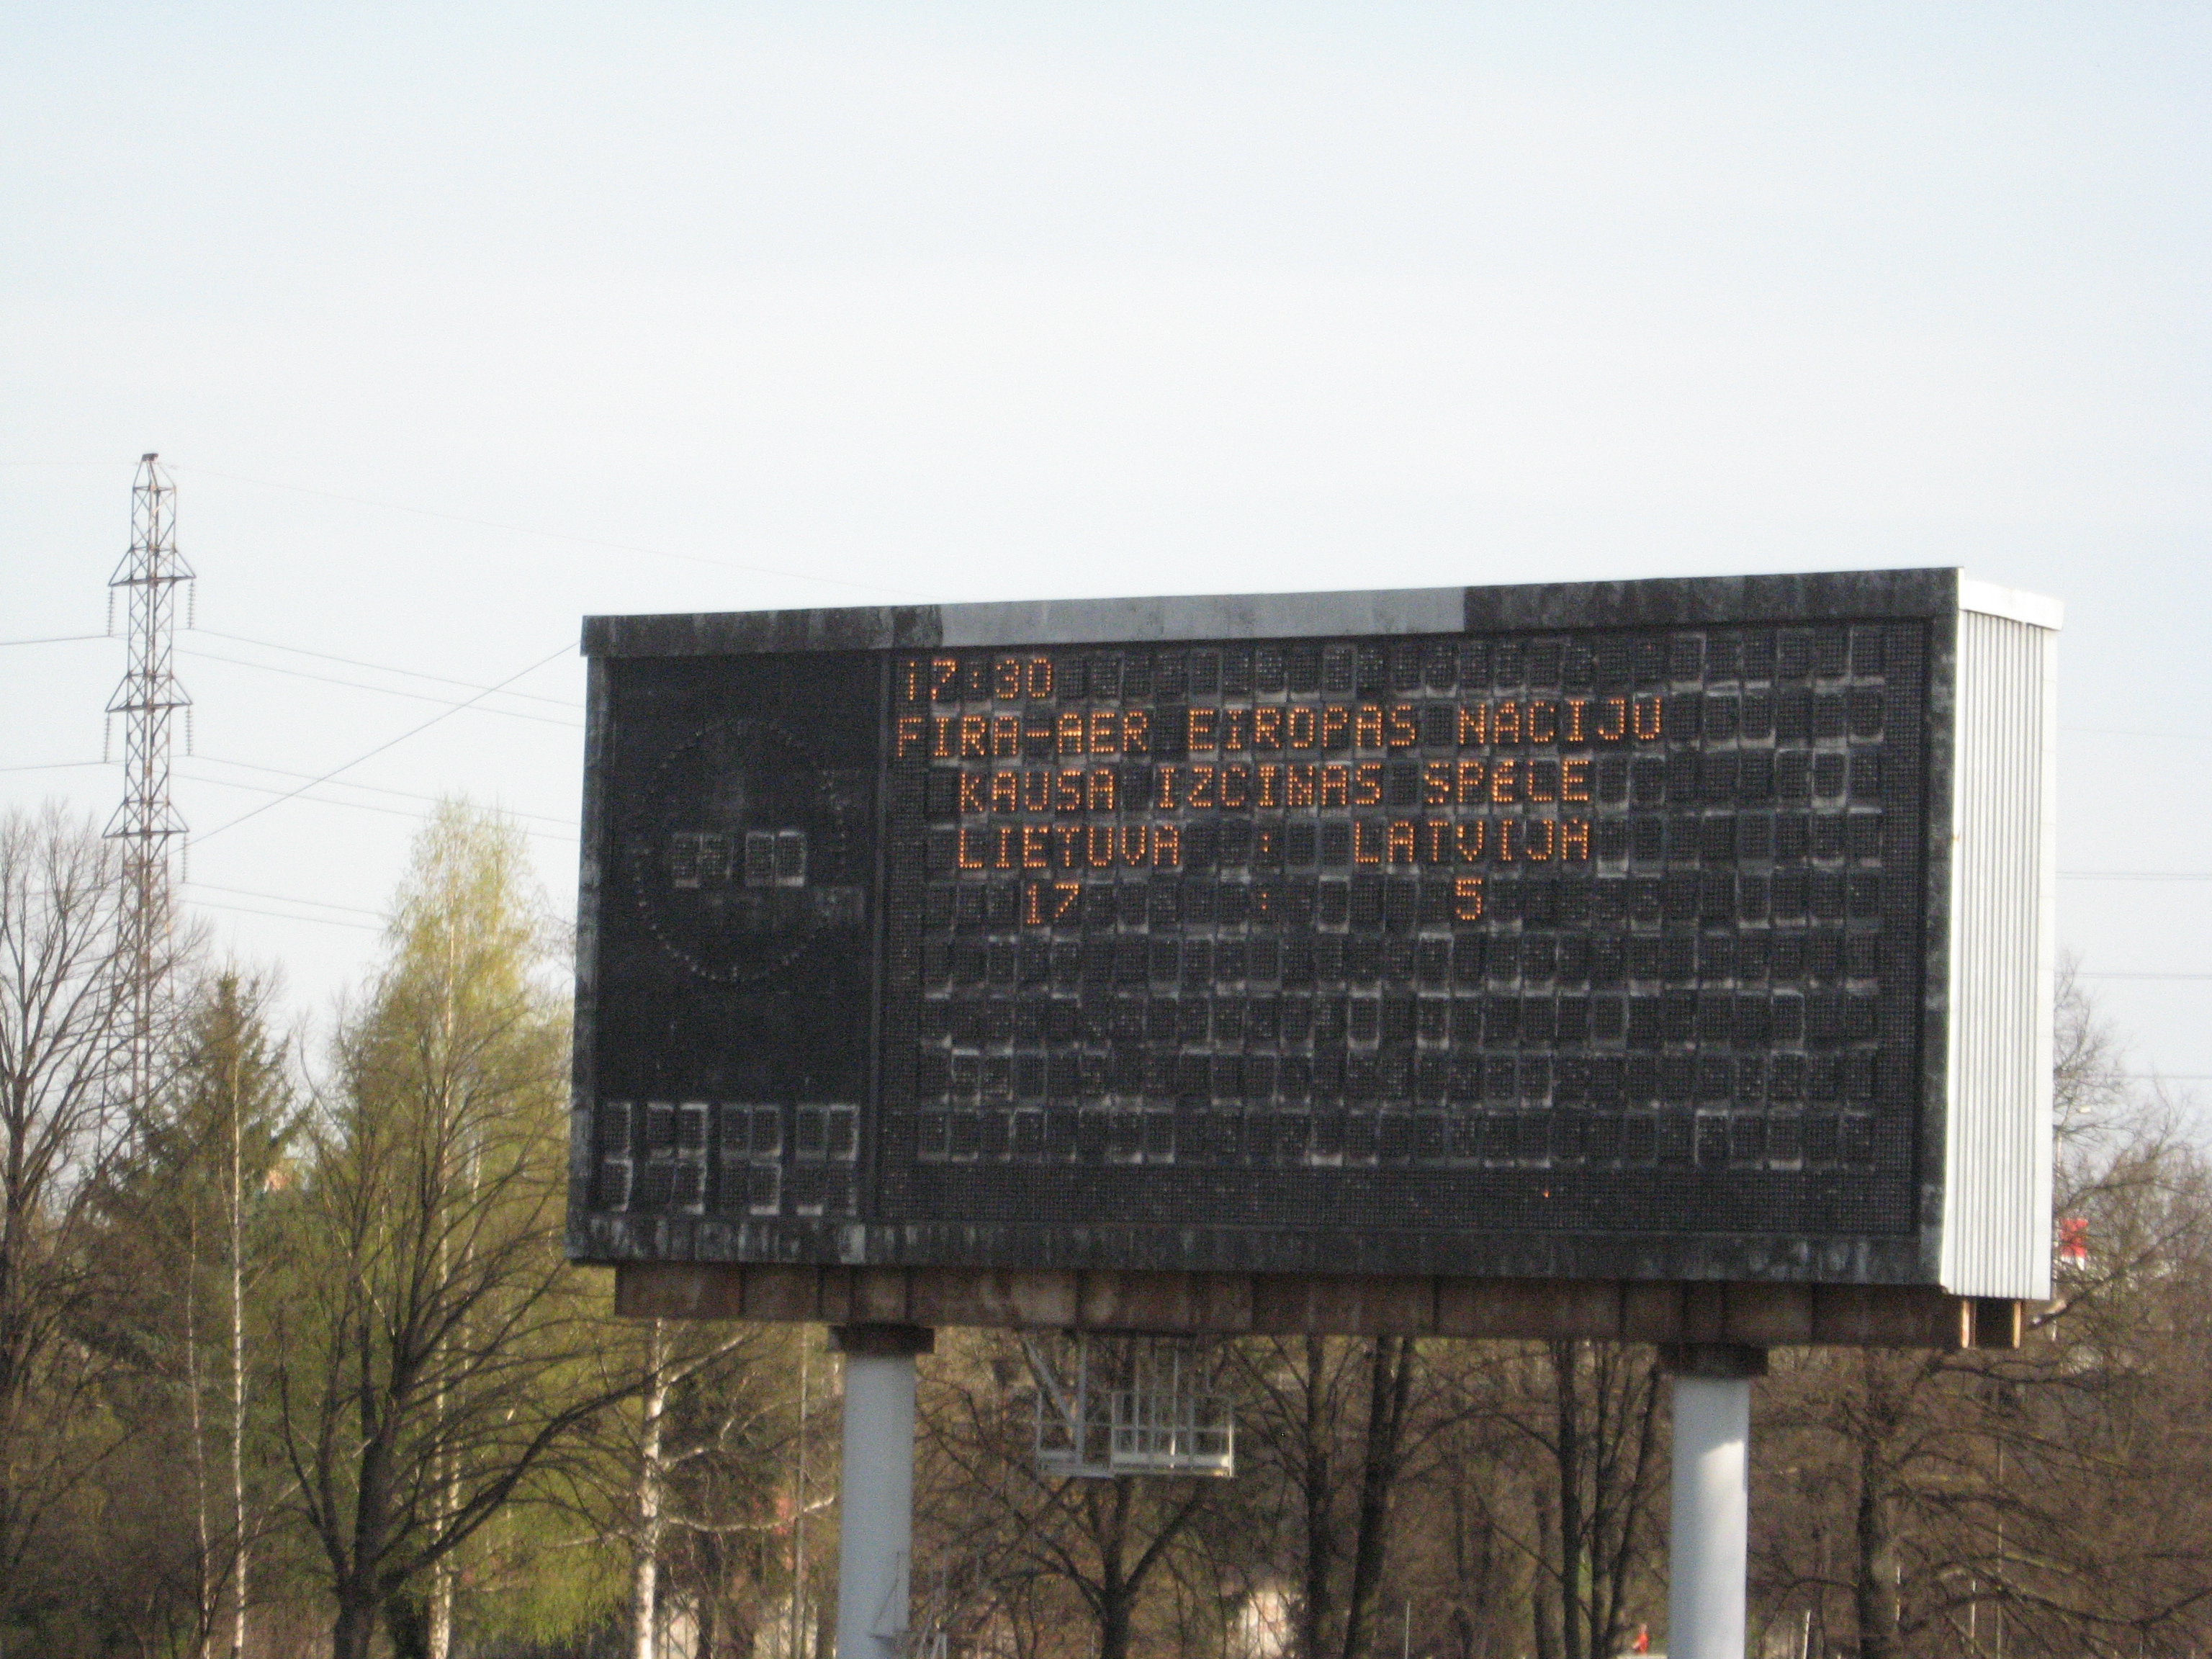 17:30
FIRA-AER EIROPAS NACIJU
KAUSA IZCINAS SPELE
LIETUVA : LATVIJA
17 : 5